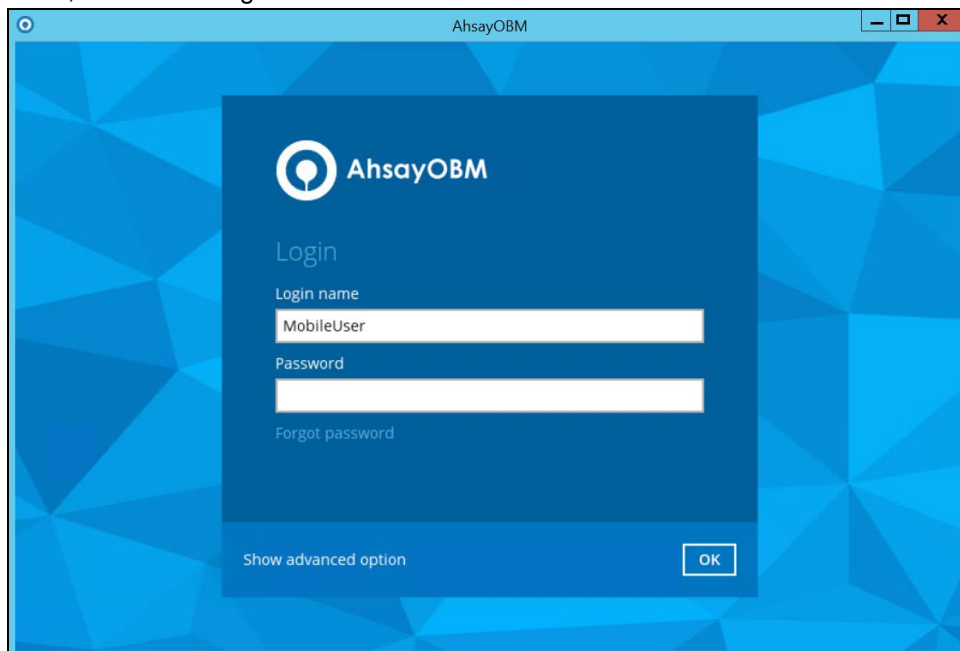 AhsayOBM
X
AhsayOBM
Login
Login name
MobileUser
Password
Forgot password
Show advanced option
OK